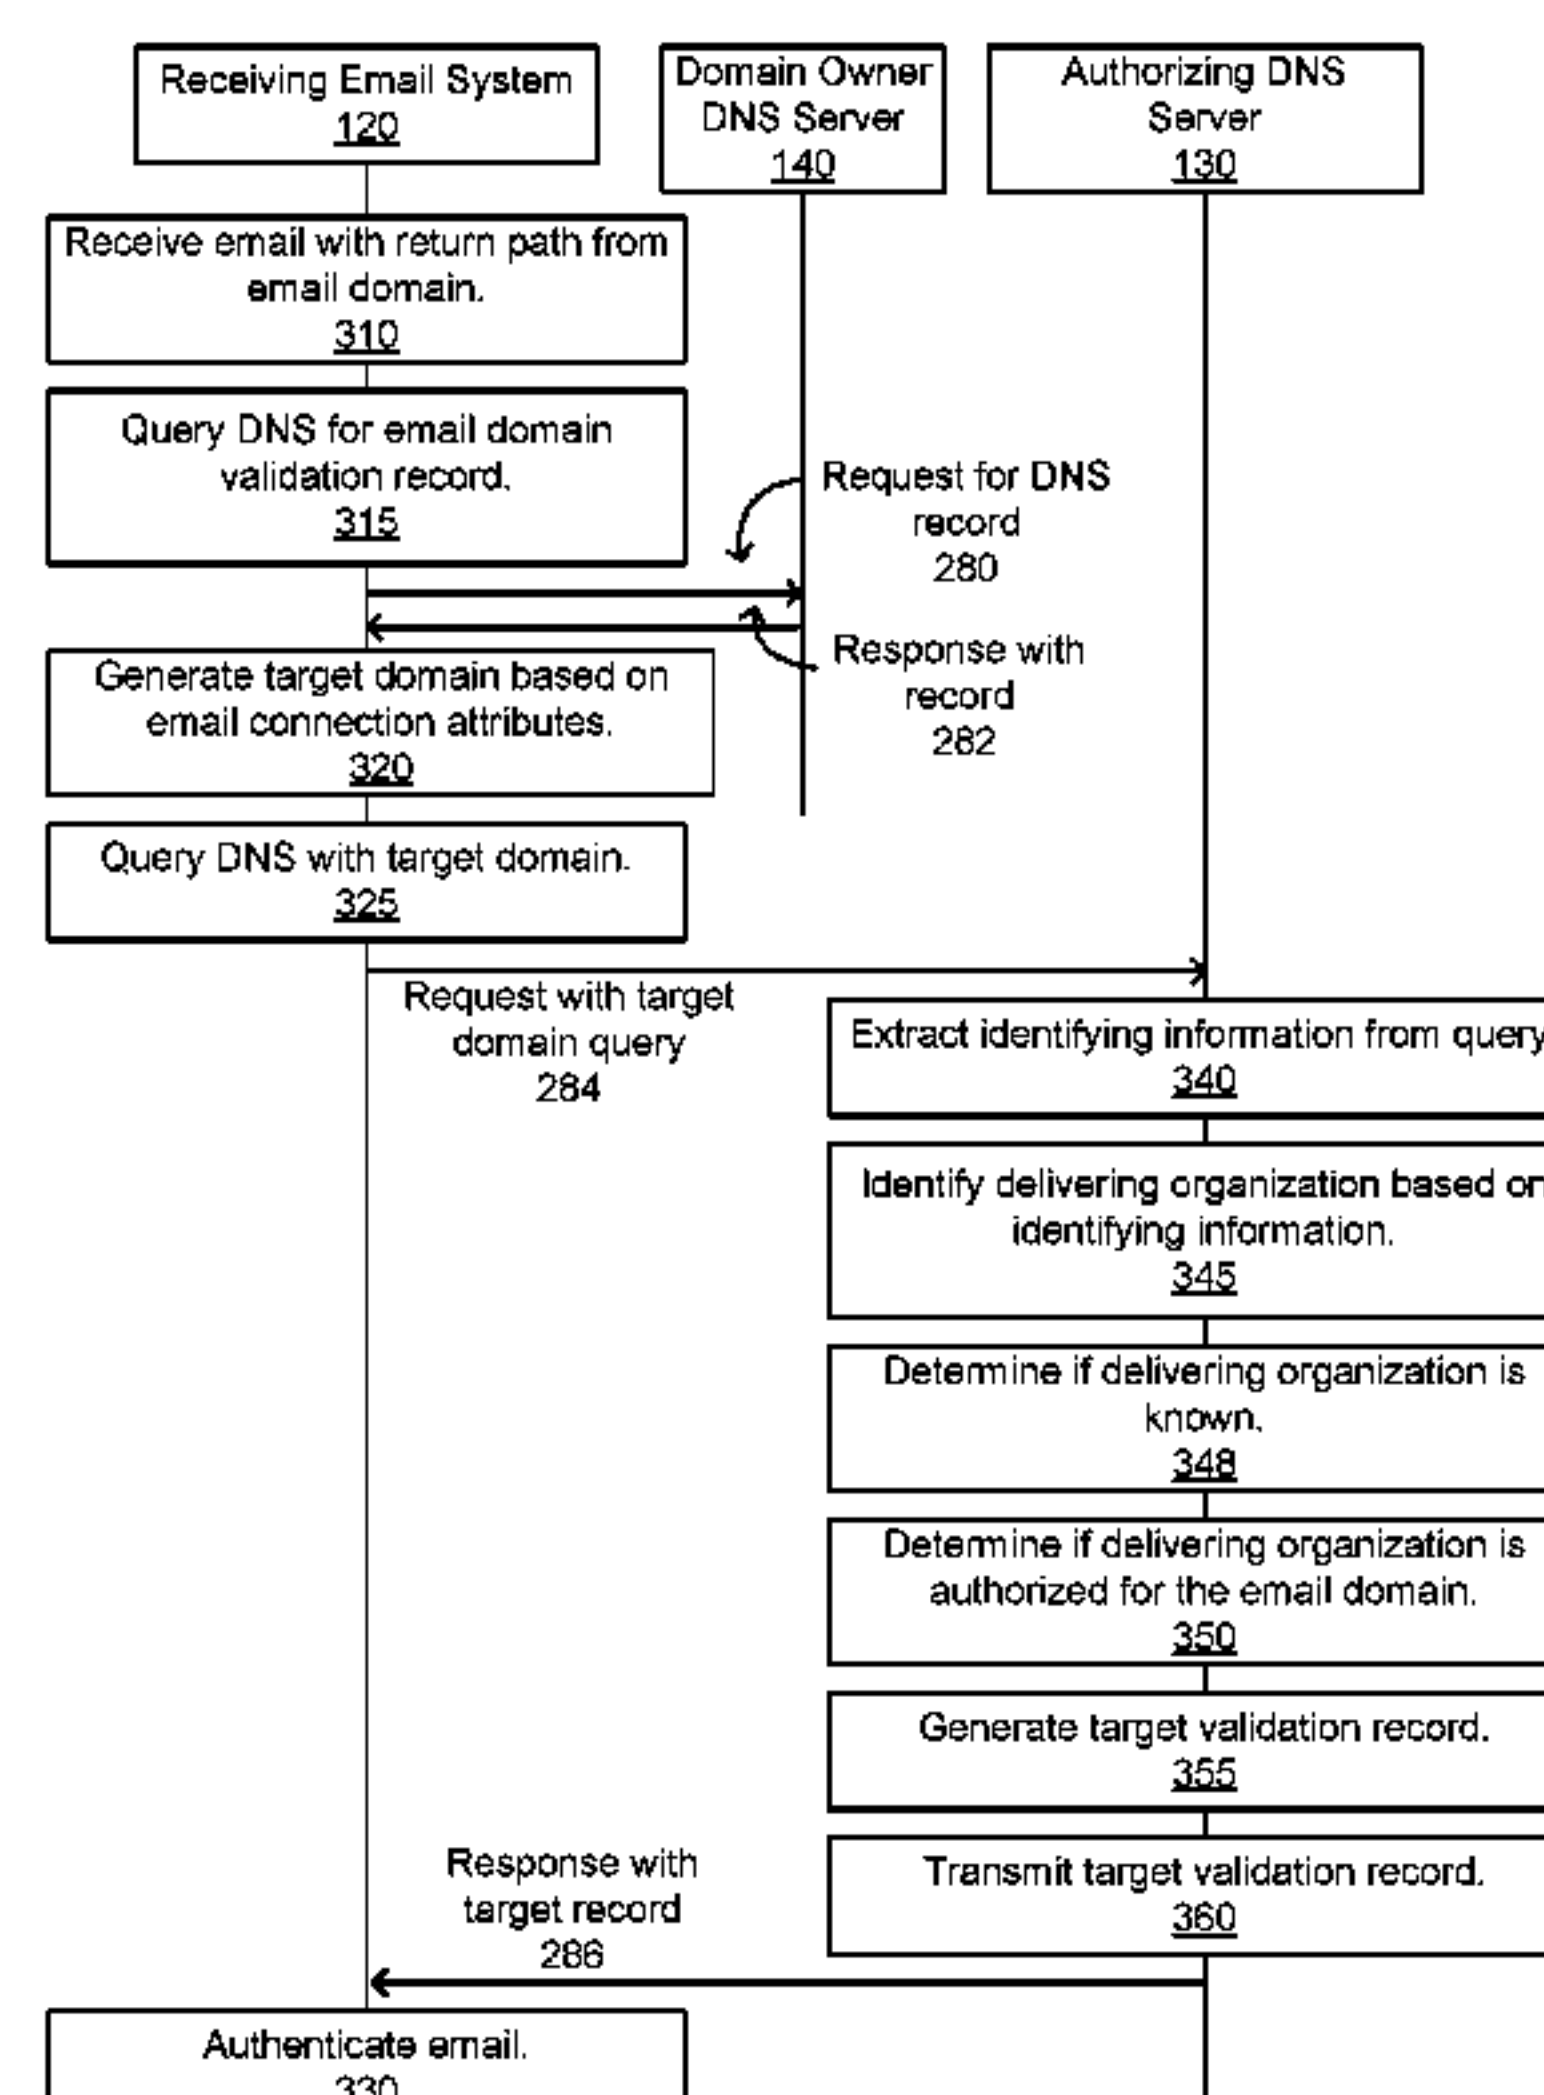 Receiving Email System
120
Domain Owner
DNS Server
140
Authorizing DNS
Server
130
Receive email with return path from
email domain.
310
Query DNS for email domain
validation record.
315
Request for DNS
record
280
Response with
record
282
Generate target domain based on
email connection attributes.
320
Query DNS with target domain.
325
Request with target
domain query
284
Extract identifying information from query
340
Identify delivering organization based on
identifying information.
345
Determine if delivering organization is
known.
348
Determine if delivering organization is
authorized for the email domain.
350
Generate target validation record.
355
Transmit target validation record.
360
Response with
target record
286
Authenticate email.
330